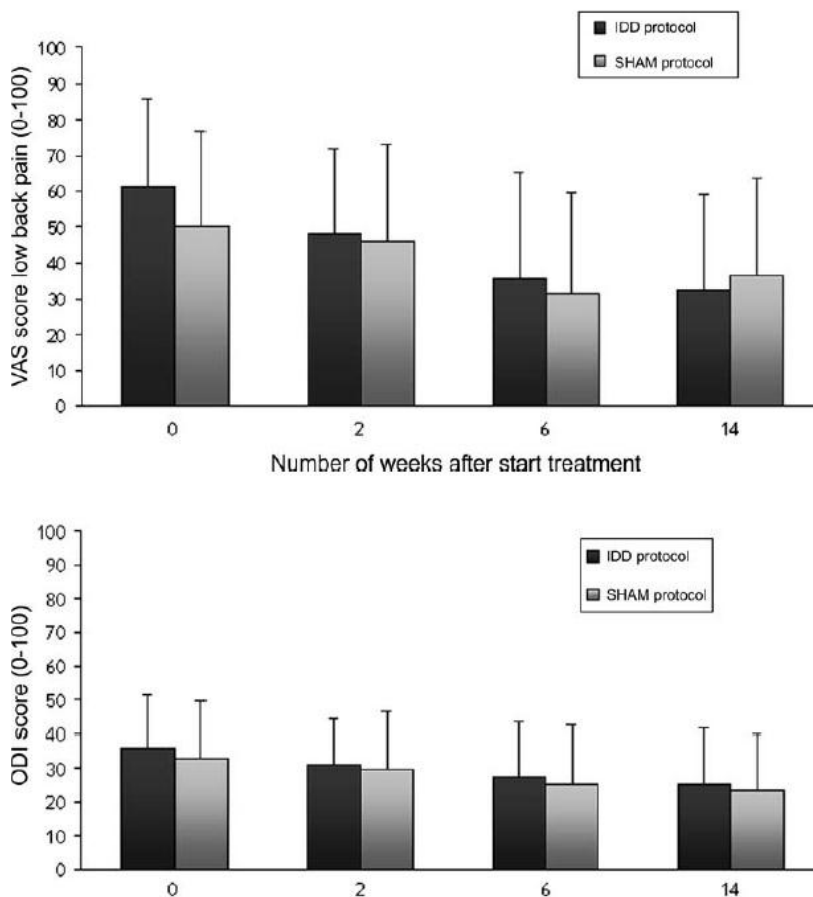 IDD protocol
SHAM protocol
VAS score low back pain (0-100)
100
90
80
70
60
50
40
30
20
10
0
0 2 6 14
Number of weeks after start treatment
IDD protocol
SHAM protocol
ODI score (0-100)
100
90
80
70
60
50
40
30
20
10
0
0 2 6 14